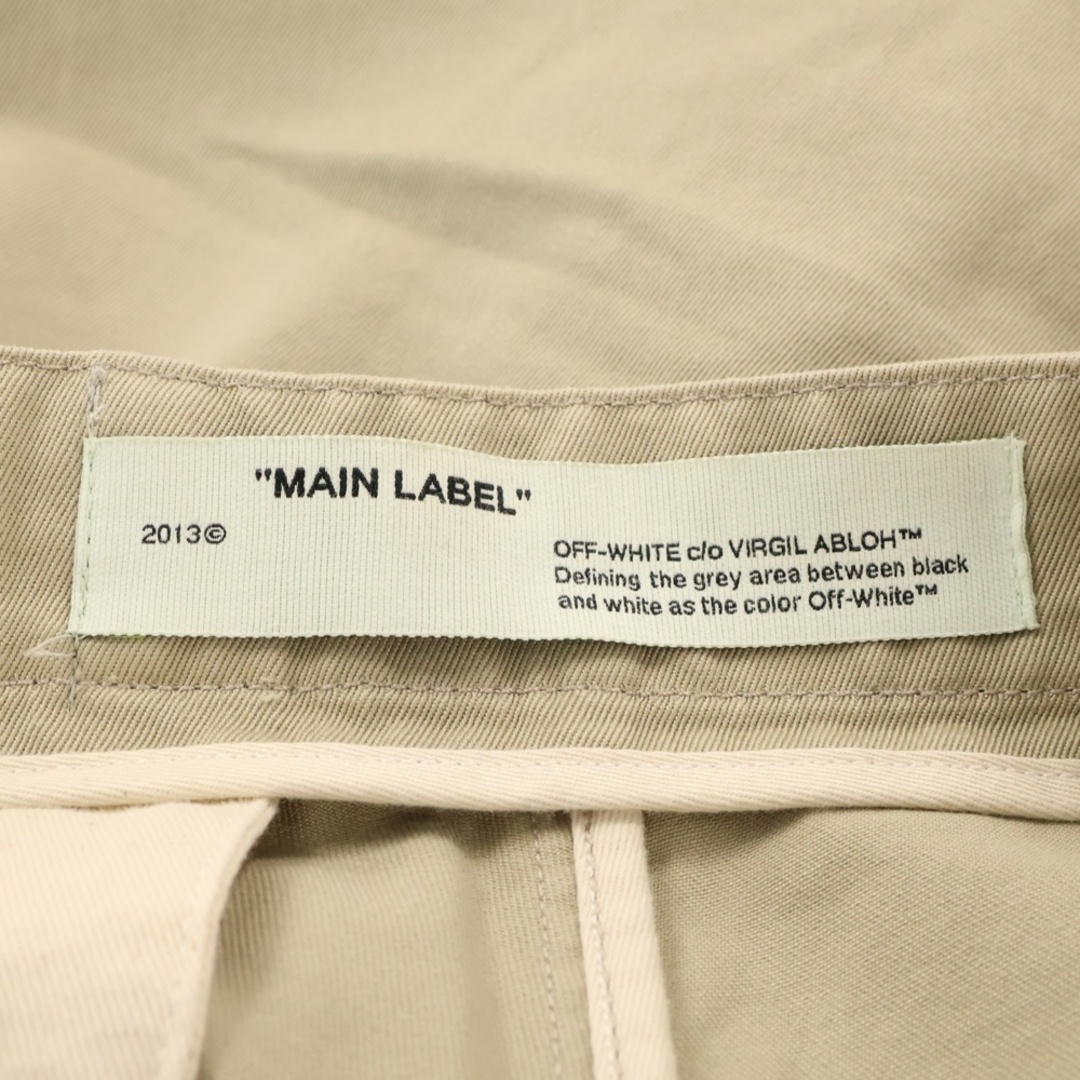 "MAIN LABEL"
2013©
OFF-WHITE c/o VIRGIL ABLOH™
Defining the grey area between black
and white as the color Off-White™